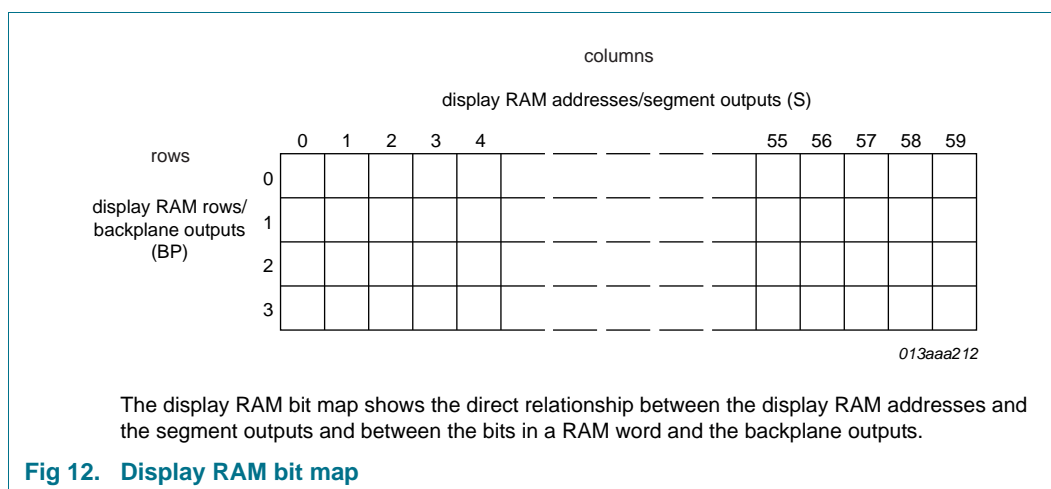 columns
display RAM addresses/segment outputs (S)
0 1 2 3 4 55 56 57 58 59
rows
0
display RAM rows/
1
backplane outputs
(BP)
2
3
013aaa212
The display RAM bit map shows the direct relationship between the display RAM addresses and
the segment outputs and between the bits in a RAM word and the backplane outputs.
Fig 12. Display RAM bit map